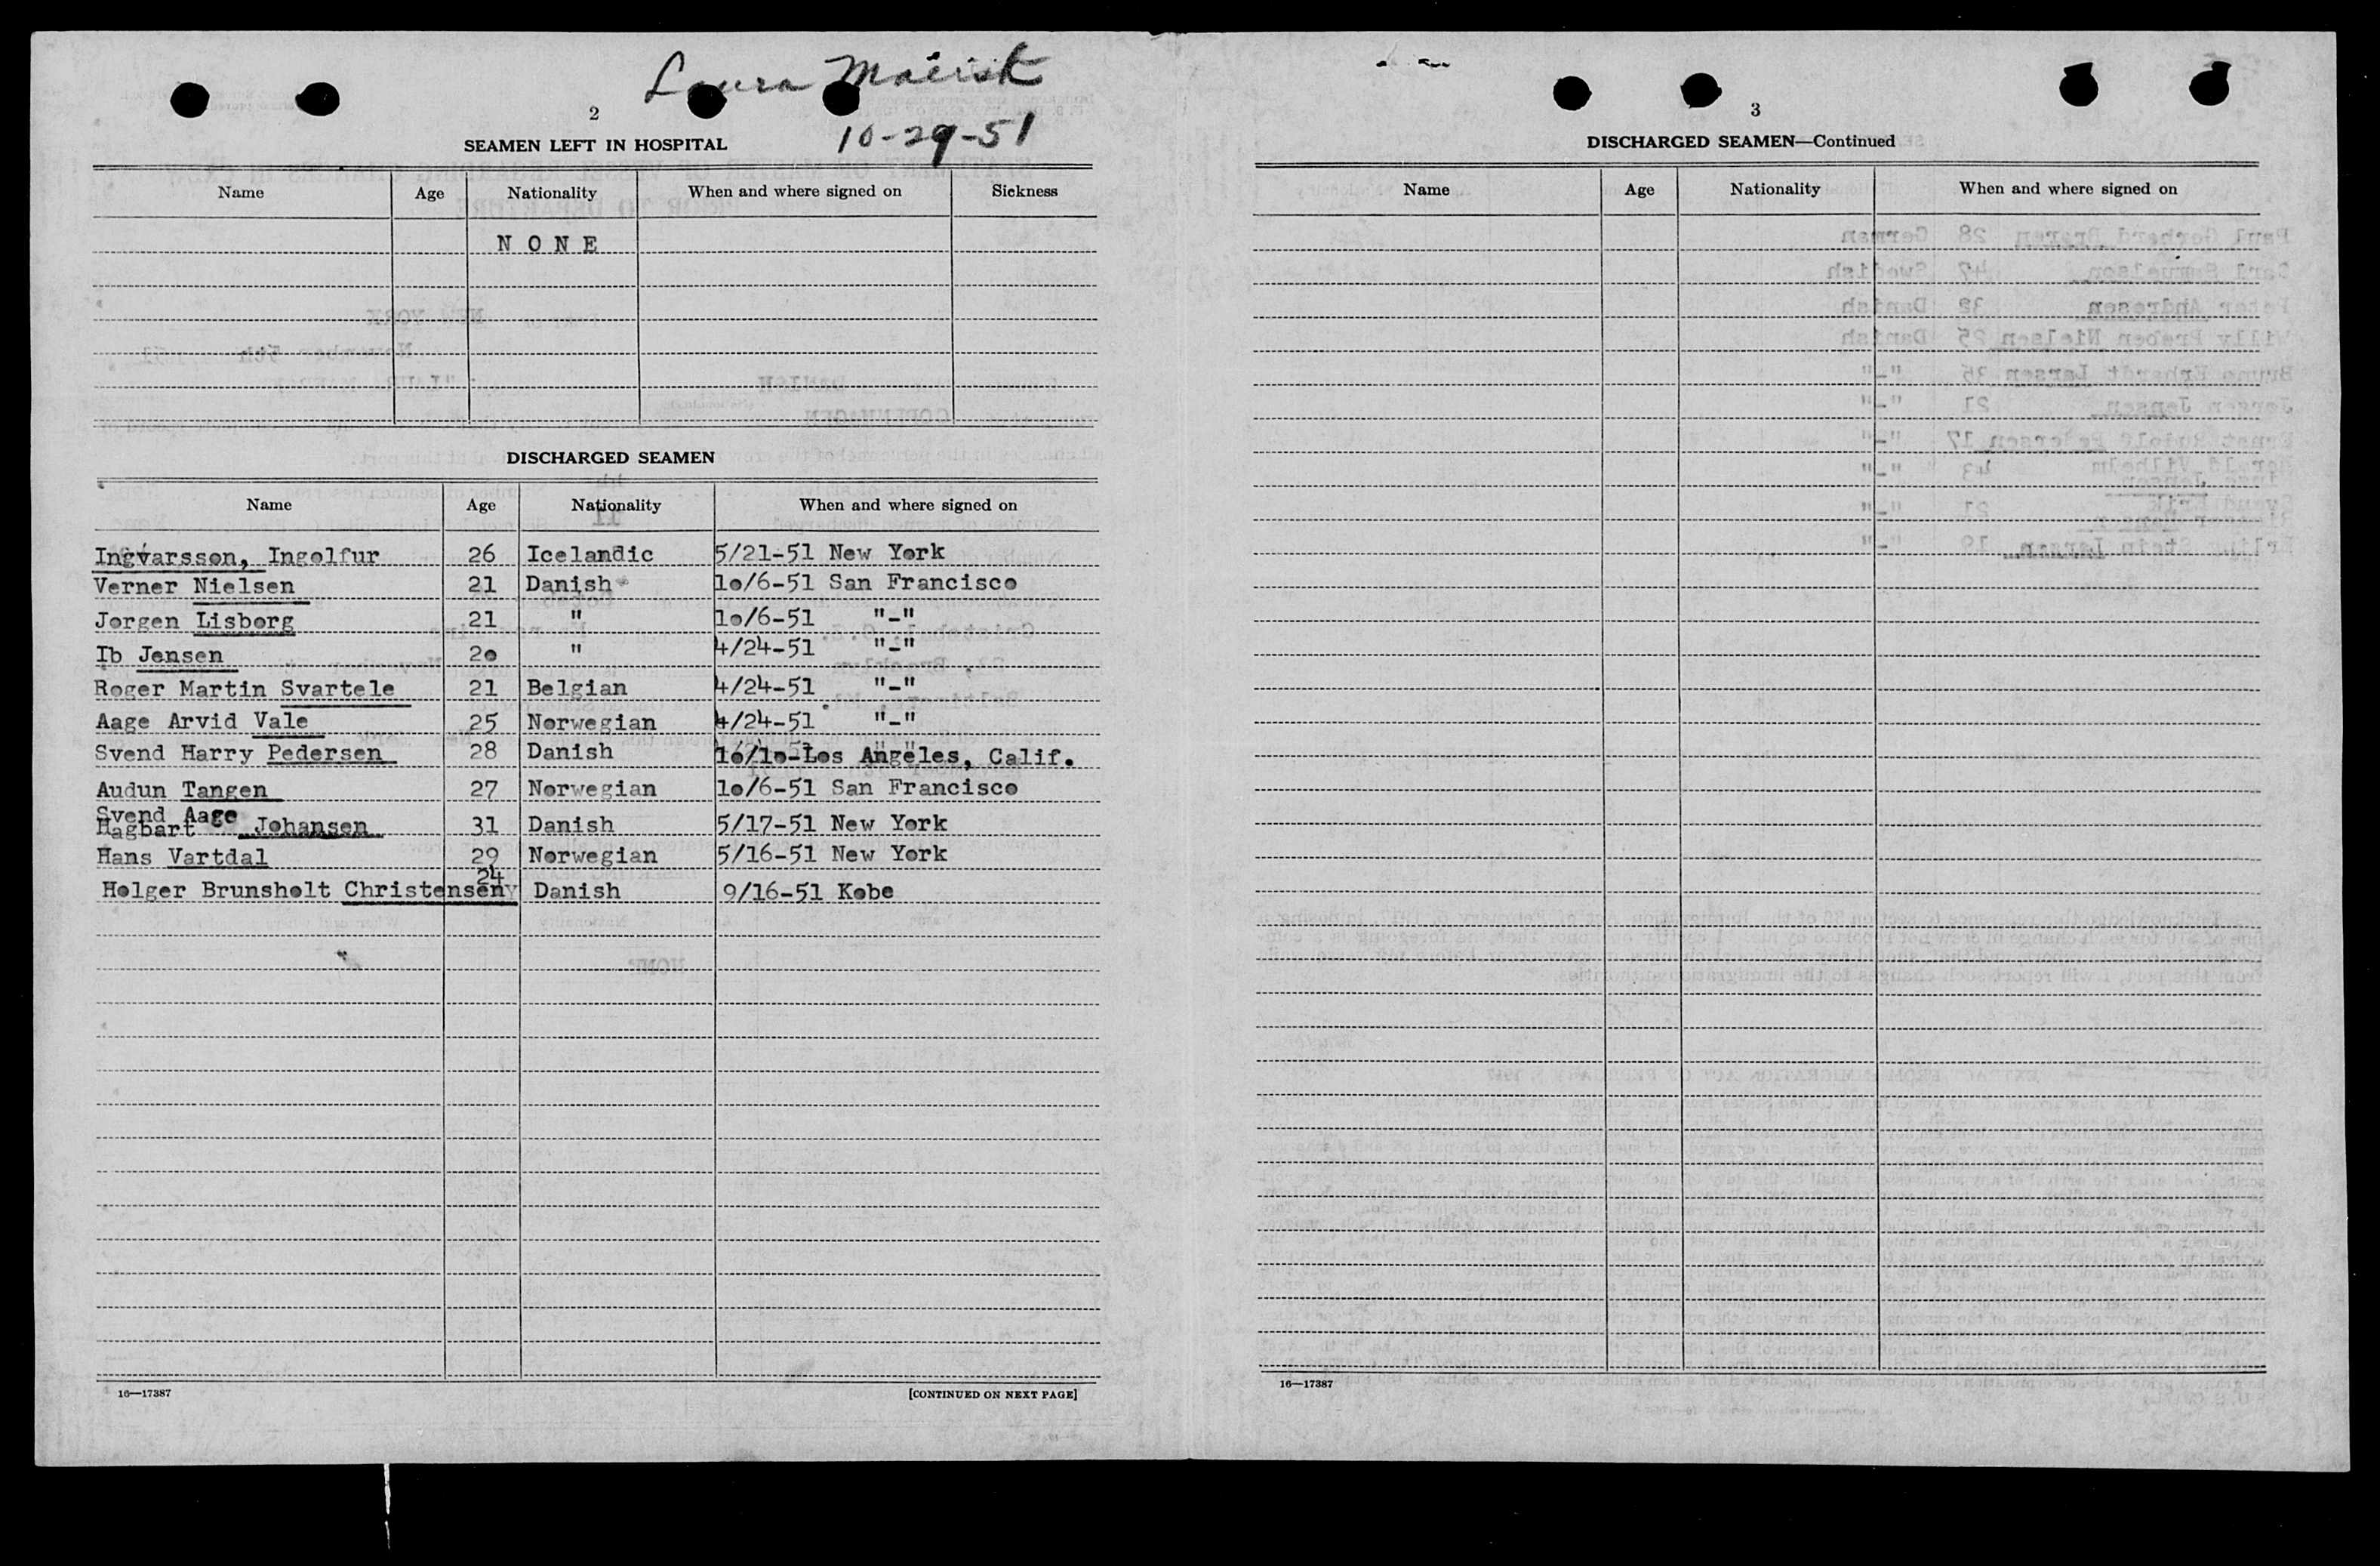 Laura Maersk
10-29-51
2
SEAMEN LEFT IN HOSPITAL
Name Age Nationality When and where signed on Sickness
N O N E
DISCHARGED SEAMEN
Name Age Nationality When and where signed on
Ingvarsson, Ingolfur 26 Icelandic 5/21-51 New York
Verner Nielsen 21 Danish 10/6-51 San Francisco
Jorgen Lisborg 21 " 10/6-51 "-"
Ib Jensen 20 " 4/24-51 "-"
Roger Martin Svartele 21 Belgian 4/24-51 "-"
Aage Arvid Vale 25 Norwegian 4/24-51 "-"
Svend Harry Pedersen 28 Danish 10/10-Los Angeles, Calif.
Audun Tangen 27 Norwegian 10/6-51 San Francisco
Svend Aage
Hagbart Johansen 31 Danish 5/17-51 New York
Hans Vartdal 29 Norwegian 5/16-51 New York
Holger Brunsholt Christensen 24 Danish 9/16-51 Kobe
16—17387 [CONTINUED ON NEXT PAGE]
3
DISCHARGED SEAMEN—Continued
Name Age Nationality When and where signed on
16—17387